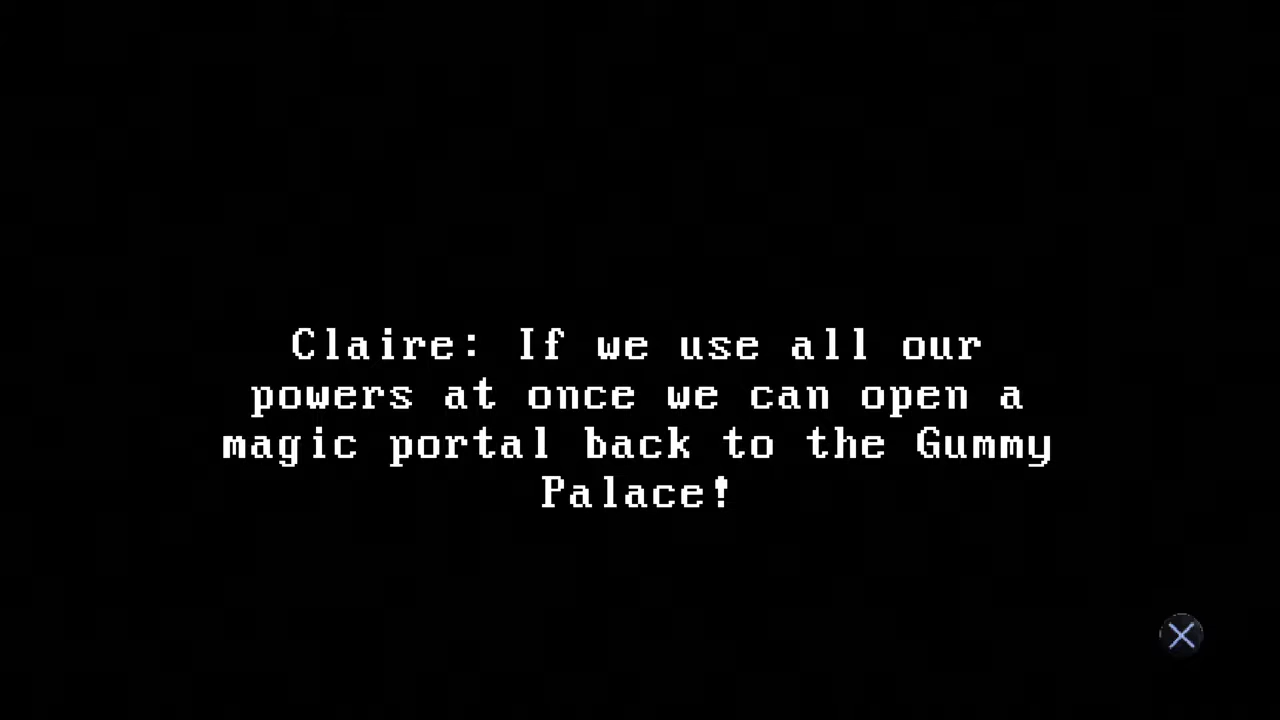 Claire: If we use all our
powers at once we can open a
magic portal back to the Gummy
Palace!